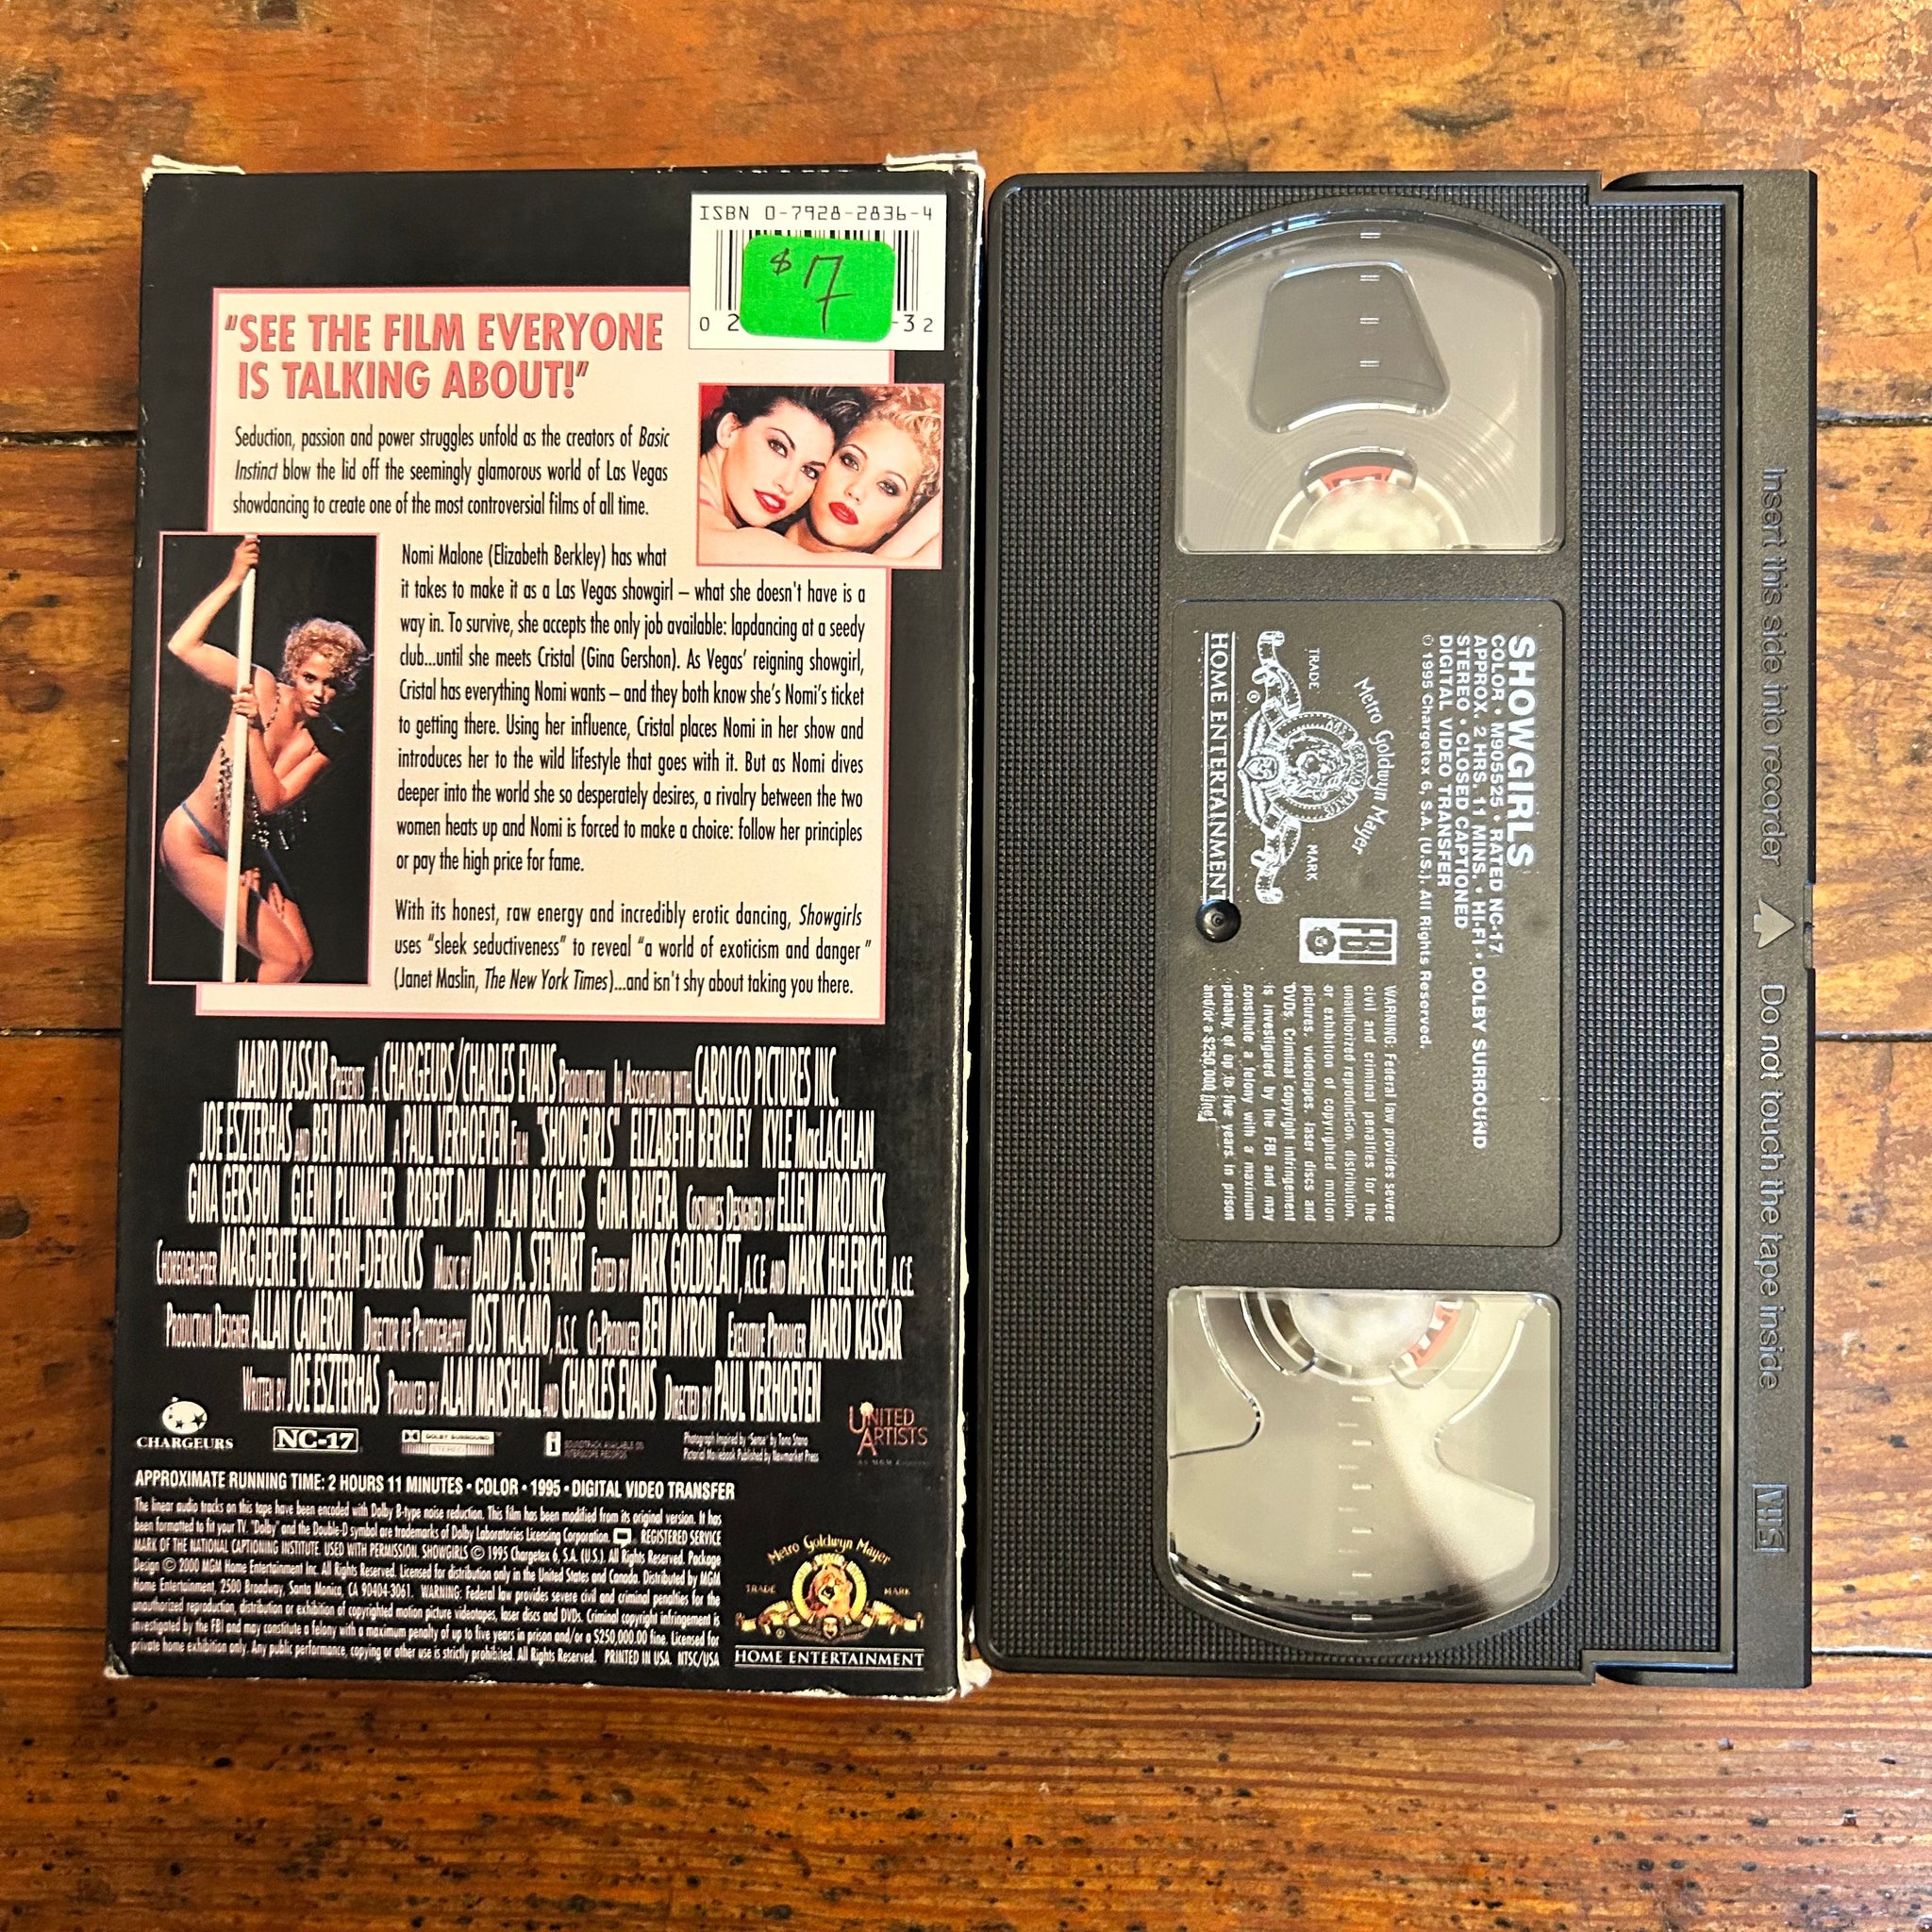 ISBN 0-7928-2836-4
$7
0 2 -32
"SEE THE FILM EVERYONE
IS TALKING ABOUT!"
Seduction, passion and power struggles unfold as the creators of Basic
Instinct blow the lid off the seemingly glamorous world of Las Vegas
showdancing to create one of the most controversial films of all time.
Nomi Malone (Elizabeth Berkley) has what
it takes to make it as a Las Vegas showgirl – what she doesn't have is a
way in. To survive, she accepts the only job available: lapdancing at a seedy
club...until she meets Cristal (Gina Gershon). As Vegas' reigning showgirl,
Cristal has everything Nomi wants – and they both know she's Nomi's ticket
to getting there. Using her influence, Cristal places Nomi in her show and
introduces her to the wild lifestyle that goes with it. But as Nomi dives
deeper into the world she so desperately desires, a rivalry between the two
women heats up and Nomi is forced to make a choice: follow her principles
or pay the high price for fame.
With its honest, raw energy and incredibly erotic dancing, Showgirls
uses "sleek seductiveness" to reveal "a world of exoticism and danger"
(Janet Maslin, The New York Times)...and isn't shy about taking you there.
MARIO KASSAR PRESENTS A CHARGEURS/CHARLES EVANS PRODUCTION IN ASSOCIATION WITH CAROLCO PICTURES INC.
JOE ESZTERHAS AND BEN MYRON A PAUL VERHOEVEN FILM "SHOWGIRLS" ELIZABETH BERKLEY KYLE MacLACHLAN
GINA GERSHON GLENN PLUMMER ROBERT DAVI ALAN RACHINS GINA RAVERA COSTUMES DESIGNED BY ELLEN MIROJNICK
CHOREOGRAPHER MARGUERITE POMERHN-DERRICKS MUSIC BY DAVID A. STEWART EDITED BY MARK GOLDBLATT, A.C.E. AND MARK HELFRICH, A.C.E.
PRODUCTION DESIGNER ALLAN CAMERON DIRECTOR OF PHOTOGRAPHY JOST VACANO, A.S.C. CO-PRODUCER BEN MYRON EXECUTIVE PRODUCER MARIO KASSAR
WRITTEN BY JOE ESZTERHAS PRODUCED BY ALAN MARSHALL AND CHARLES EVANS DIRECTED BY PAUL VERHOEVEN
CHARGEURS
NC-17
DOLBY SURROUND
STEREO
SOUNDTRACK AVAILABLE ON
INTERSCOPE RECORDS
Photograph Inspired by "Sense" by Tono Stano
Pictorial Moviebook Published by Newmarket Press
UNITED
ARTISTS
APPROXIMATE RUNNING TIME: 2 HOURS 11 MINUTES • COLOR • 1995 • DIGITAL VIDEO TRANSFER
The linear audio tracks on this tape have been encoded with Dolby B-type noise reduction. This film has been modified from its original version. It has
been formatted to fit your TV. "Dolby" and the Double-D symbol are trademarks of Dolby Laboratories Licensing Corporation. REGISTERED SERVICE
MARK OF THE NATIONAL CAPTIONING INSTITUTE. USED WITH PERMISSION. SHOWGIRLS © 1995 Chargetex 6, S.A. (U.S.). All Rights Reserved. Package
Design © 2000 MGM Home Entertainment Inc. All Rights Reserved. Licensed for distribution only in the United States and Canada. Distributed by MGM
Home Entertainment, 2500 Broadway, Santa Monica, CA 90404-3061. WARNING: Federal law provides severe civil and criminal penalties for the
unauthorized reproduction, distribution or exhibition of copyrighted motion picture videotapes, laser discs and DVDs. Criminal copyright infringement is
investigated by the FBI and may constitute a felony with a maximum penalty of up to five years in prison and/or a $250,000.00 fine. Licensed for
private home exhibition only. Any public performance, copying or other use is strictly prohibited. All Rights Reserved. PRINTED IN USA. NTSC/USA
Metro Goldwyn Mayer
TRADE MARK
HOME ENTERTAINMENT
SHOWGIRLS
COLOR • M905525 • RATED NC-17
APPROX. 2 HRS. 11 MINS. • HI-FI • DOLBY SURROUND
STEREO • CLOSED CAPTIONED
DIGITAL VIDEO TRANSFER
© 1995 Chargetex 6, S.A. (U.S.). All Rights Reserved.
Metro Goldwyn Mayer
TRADE MARK
HOME ENTERTAINMENT
FBI
WARNING: Federal law provides severe
civil and criminal penalties for the
unauthorized reproduction, distribution,
or exhibition of copyrighted motion
pictures, videotapes, laser discs and
DVDs. Criminal copyright infringement
is investigated by the FBI and may
constitute a felony with a maximum
penalty of up to five years in prison
and/or a $250,000 fine.
Insert this side into recorder Do not touch the tape inside
VHS